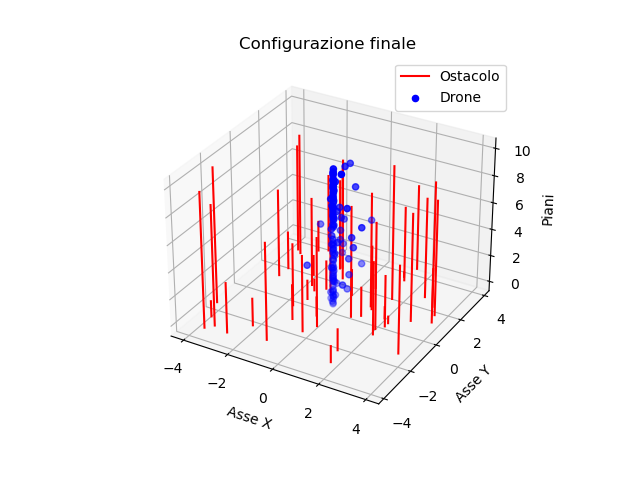 Configurazione finale
Ostacolo
Drone
10
8
6
4
2
0
Piani
−4
−2
0
2
4
Asse X
−4
−2
0
2
4
Asse Y